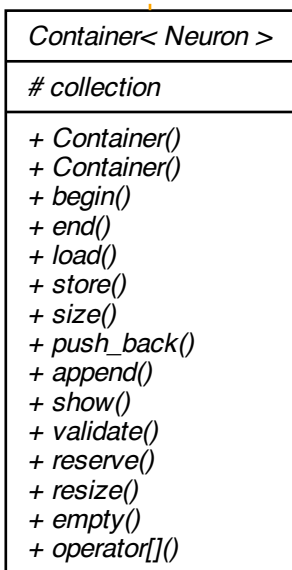 Container< Neuron >
# collection
+ Container()
+ Container()
+ begin()
+ end()
+ load()
+ store()
+ size()
+ push_back()
+ append()
+ show()
+ validate()
+ reserve()
+ resize()
+ empty()
+ operator[]()